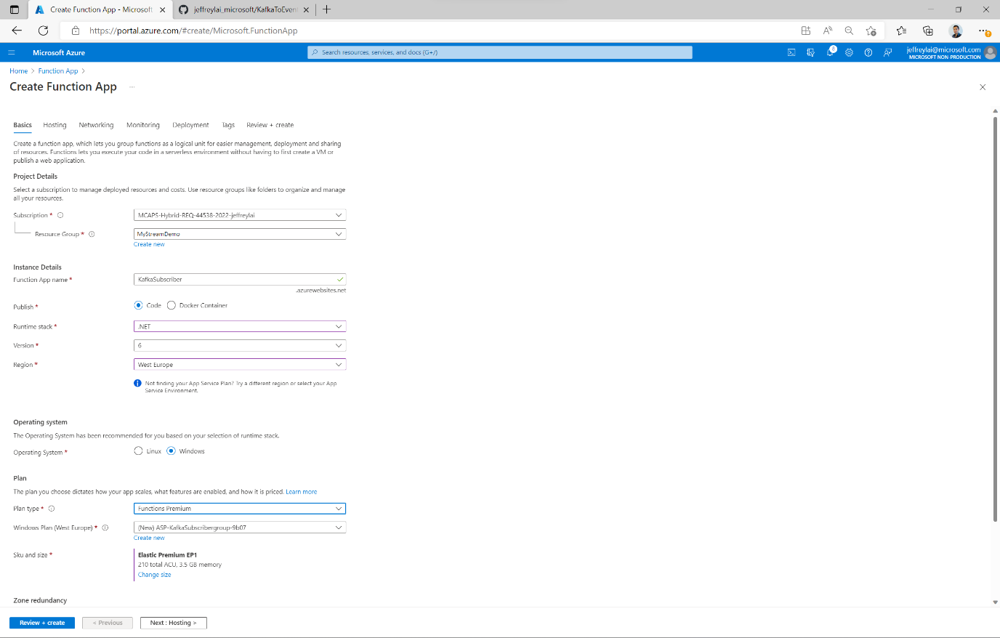 Create Function App - Microsoft
jeffreylai_microsoft/KafkaToEven
https://portal.azure.com/#create/Microsoft.FunctionApp
Microsoft Azure
Search resources, services, and docs (G+/)
0
jeffreylai@microsoft.com
MICROSOFT NON-PRODUCTION
Home > Function App >
Create Function App ...
Basics Hosting Networking Monitoring Deployment Tags Review + create
Create a function app, which lets you group functions as a logical unit for easier management, deployment and sharing
of resources. Functions lets you execute your code in a serverless environment without having to first create a VM or
publish a web application.
Project Details
Select a subscription to manage deployed resources and costs. Use resource groups like folders to organize and manage
all your resources.
Subscription * MCAPS-Hybrid-REQ-44538-2022-jeffreylai
Resource Group * MyStreamDemo
Create new
Instance Details
Function App name * KafkaSubscriber
.azurewebsites.net
Publish * Code Docker Container
Runtime stack * .NET
Version * 6
Region * West Europe
Not finding your App Service Plan? Try a different region or select your App
Service Environment.
Operating system
The Operating System has been recommended for you based on your selection of runtime stack.
Operating System * Linux Windows
Plan
The plan you choose dictates how your app scales, what features are enabled, and how it is priced. Learn more
Plan type * Functions Premium
Windows Plan (West Europe) * (New) ASP-KafkaSubscribergroup-9b07
Create new
Sku and size * Elastic Premium EP1
210 total ACU, 3.5 GB memory
Change size
Zone redundancy
Review + create < Previous Next : Hosting >